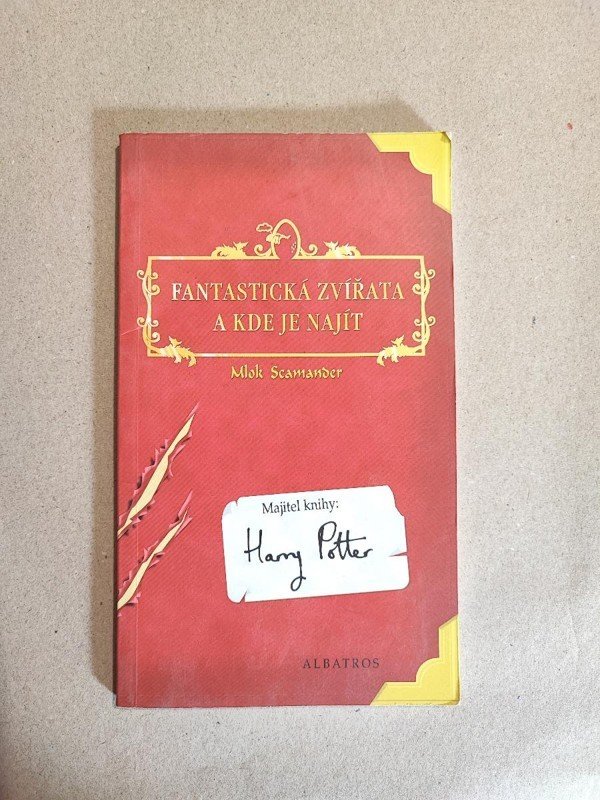 FANTASTICKÁ ZVÍŘATA
A KDE JE NAJÍT
Mlok Scamander
Majitel knihy:
Harry Potter
ALBATROS